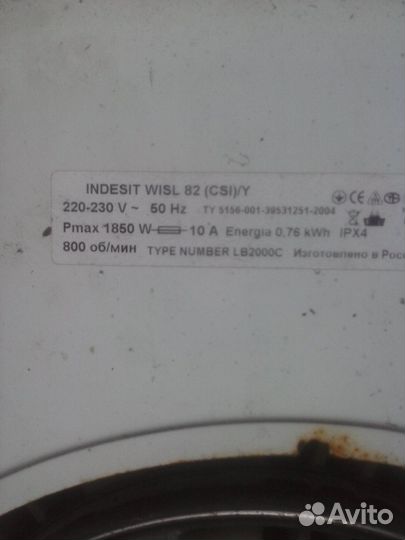 INDESIT WISL 82 (CSI)/Y
220-230 V ~ 50 Hz TY 5156-001-39531251-2004
Pmax 1850 W 10 A Energia 0,76 kWh IPX4
800 об/мин TYPE NUMBER LB2000C Изготовлено в
Avito